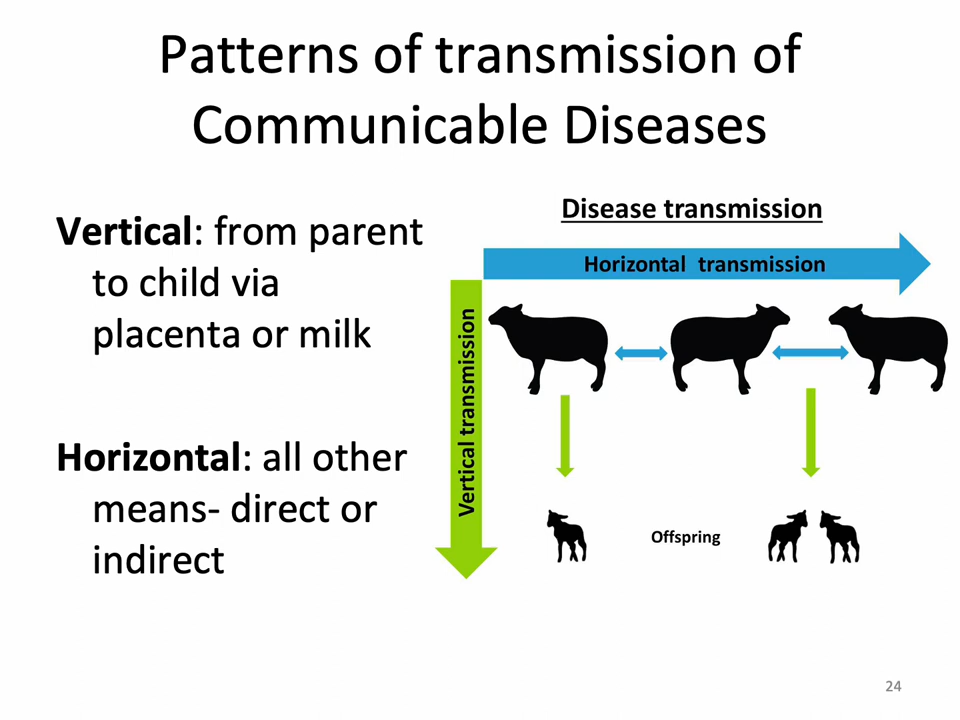 Patterns of transmission of
Communicable Diseases
Vertical: from parent
to child via
placenta or milk
Horizontal: all other
means- direct or
indirect
Disease transmission
Horizontal transmission
Vertical transmission
Offspring
24